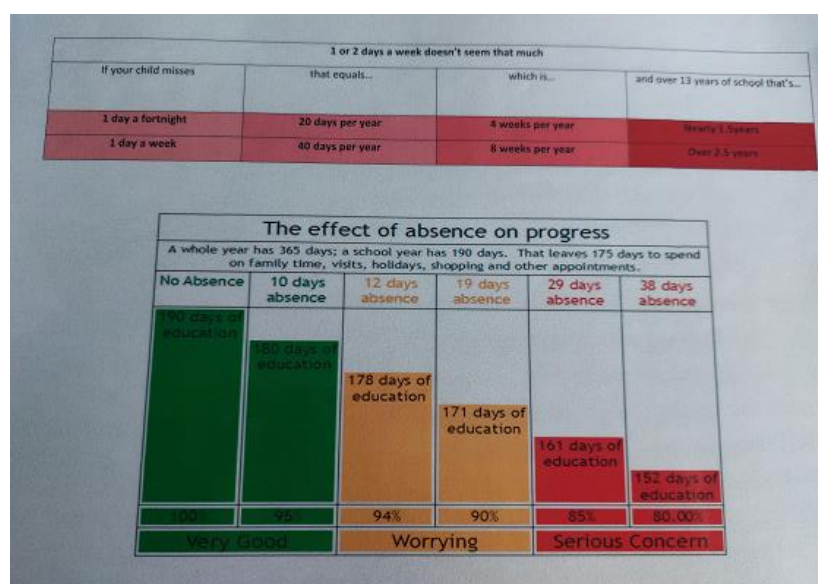 1 or 2 days a week doesn't seem that much
If your child misses that equals... which is... and over 13 years of school that's...
1 day a fortnight 20 days per year 4 weeks per year Nearly 1.5years
1 day a week 40 days per year 8 weeks per year Over 2.5 years
The effect of absence on progress
A whole year has 365 days; a school year has 190 days. That leaves 175 days to spend
on family time, visits, holidays, shopping and other appointments.
No Absence 10 days 12 days 19 days 29 days 38 days
absence absence absence absence absence
190 days of
education
180 days of
education
178 days of
education
171 days of
education
161 days of
education
152 days of
education
100% 95% 94% 90% 85% 80.00%
Very Good Worrying Serious Concern